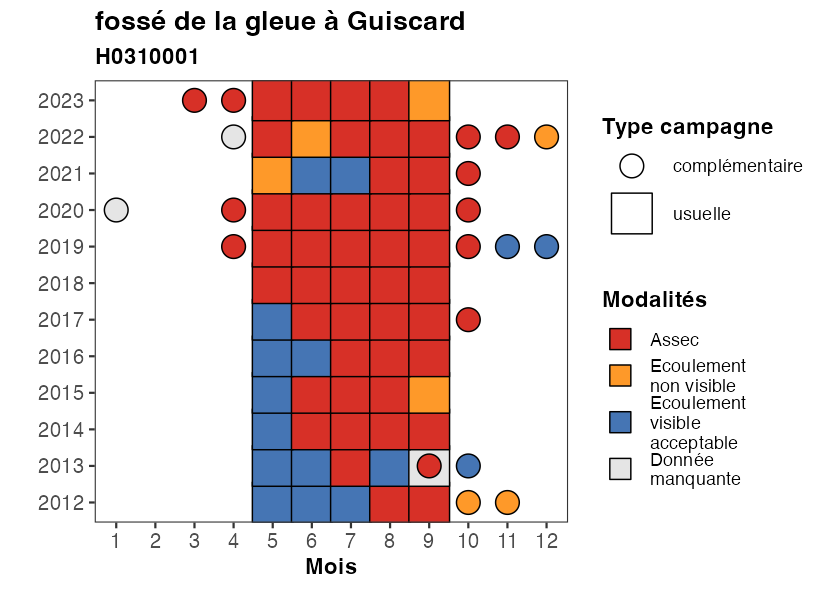 fossé de la gleue à Guiscard
H0310001
2023
2022
2021
2020
2019
2018
2017
2016
2015
2014
2013
2012
1 2 3 4 5 6 7 8 9 10 11 12
Mois
Type campagne
complémentaire
usuelle
Modalités
Assec
Ecoulement
non visible
Ecoulement
visible
acceptable
Donnée
manquante